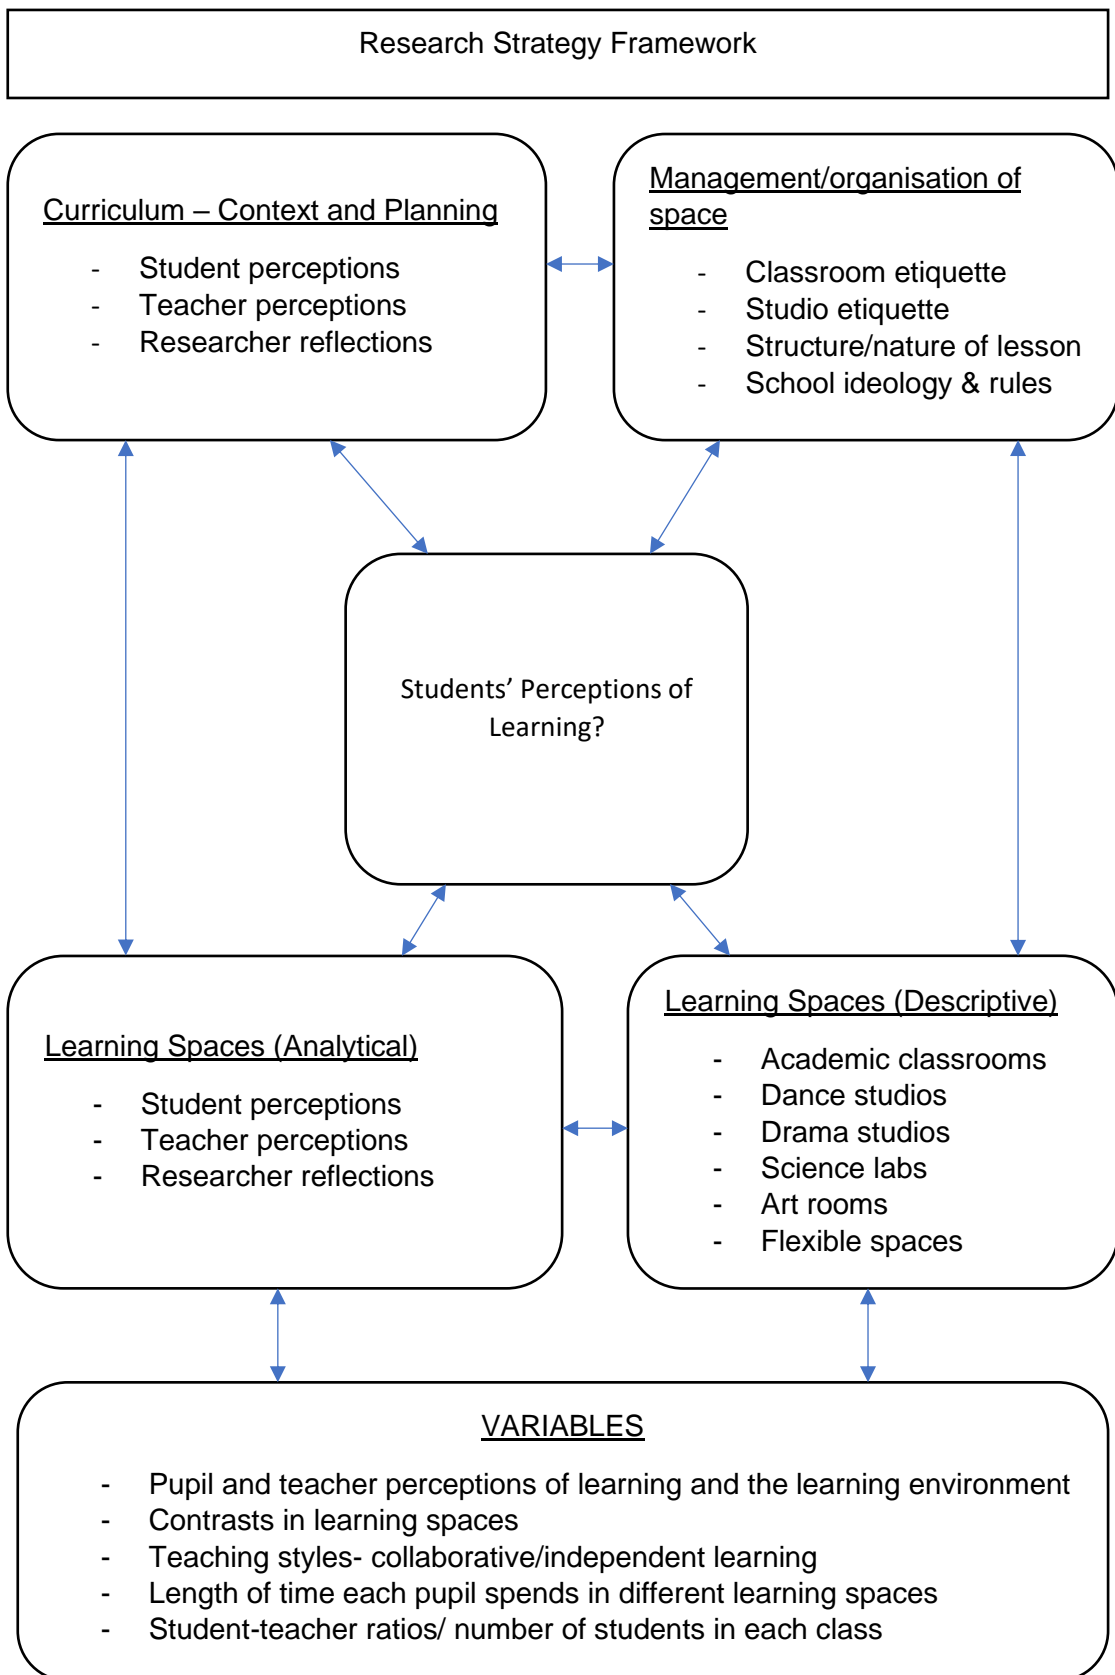 Research Strategy Framework
Curriculum – Context and Planning
- Student perceptions
- Teacher perceptions
- Researcher reflections
Management/organisation of
space
- Classroom etiquette
- Studio etiquette
- Structure/nature of lesson
- School ideology & rules
Students’ Perceptions of
Learning?
Learning Spaces (Analytical)
- Student perceptions
- Teacher perceptions
- Researcher reflections
Learning Spaces (Descriptive)
- Academic classrooms
- Dance studios
- Drama studios
- Science labs
- Art rooms
- Flexible spaces
VARIABLES
- Pupil and teacher perceptions of learning and the learning environment
- Contrasts in learning spaces
- Teaching styles- collaborative/independent learning
- Length of time each pupil spends in different learning spaces
- Student-teacher ratios/ number of students in each class